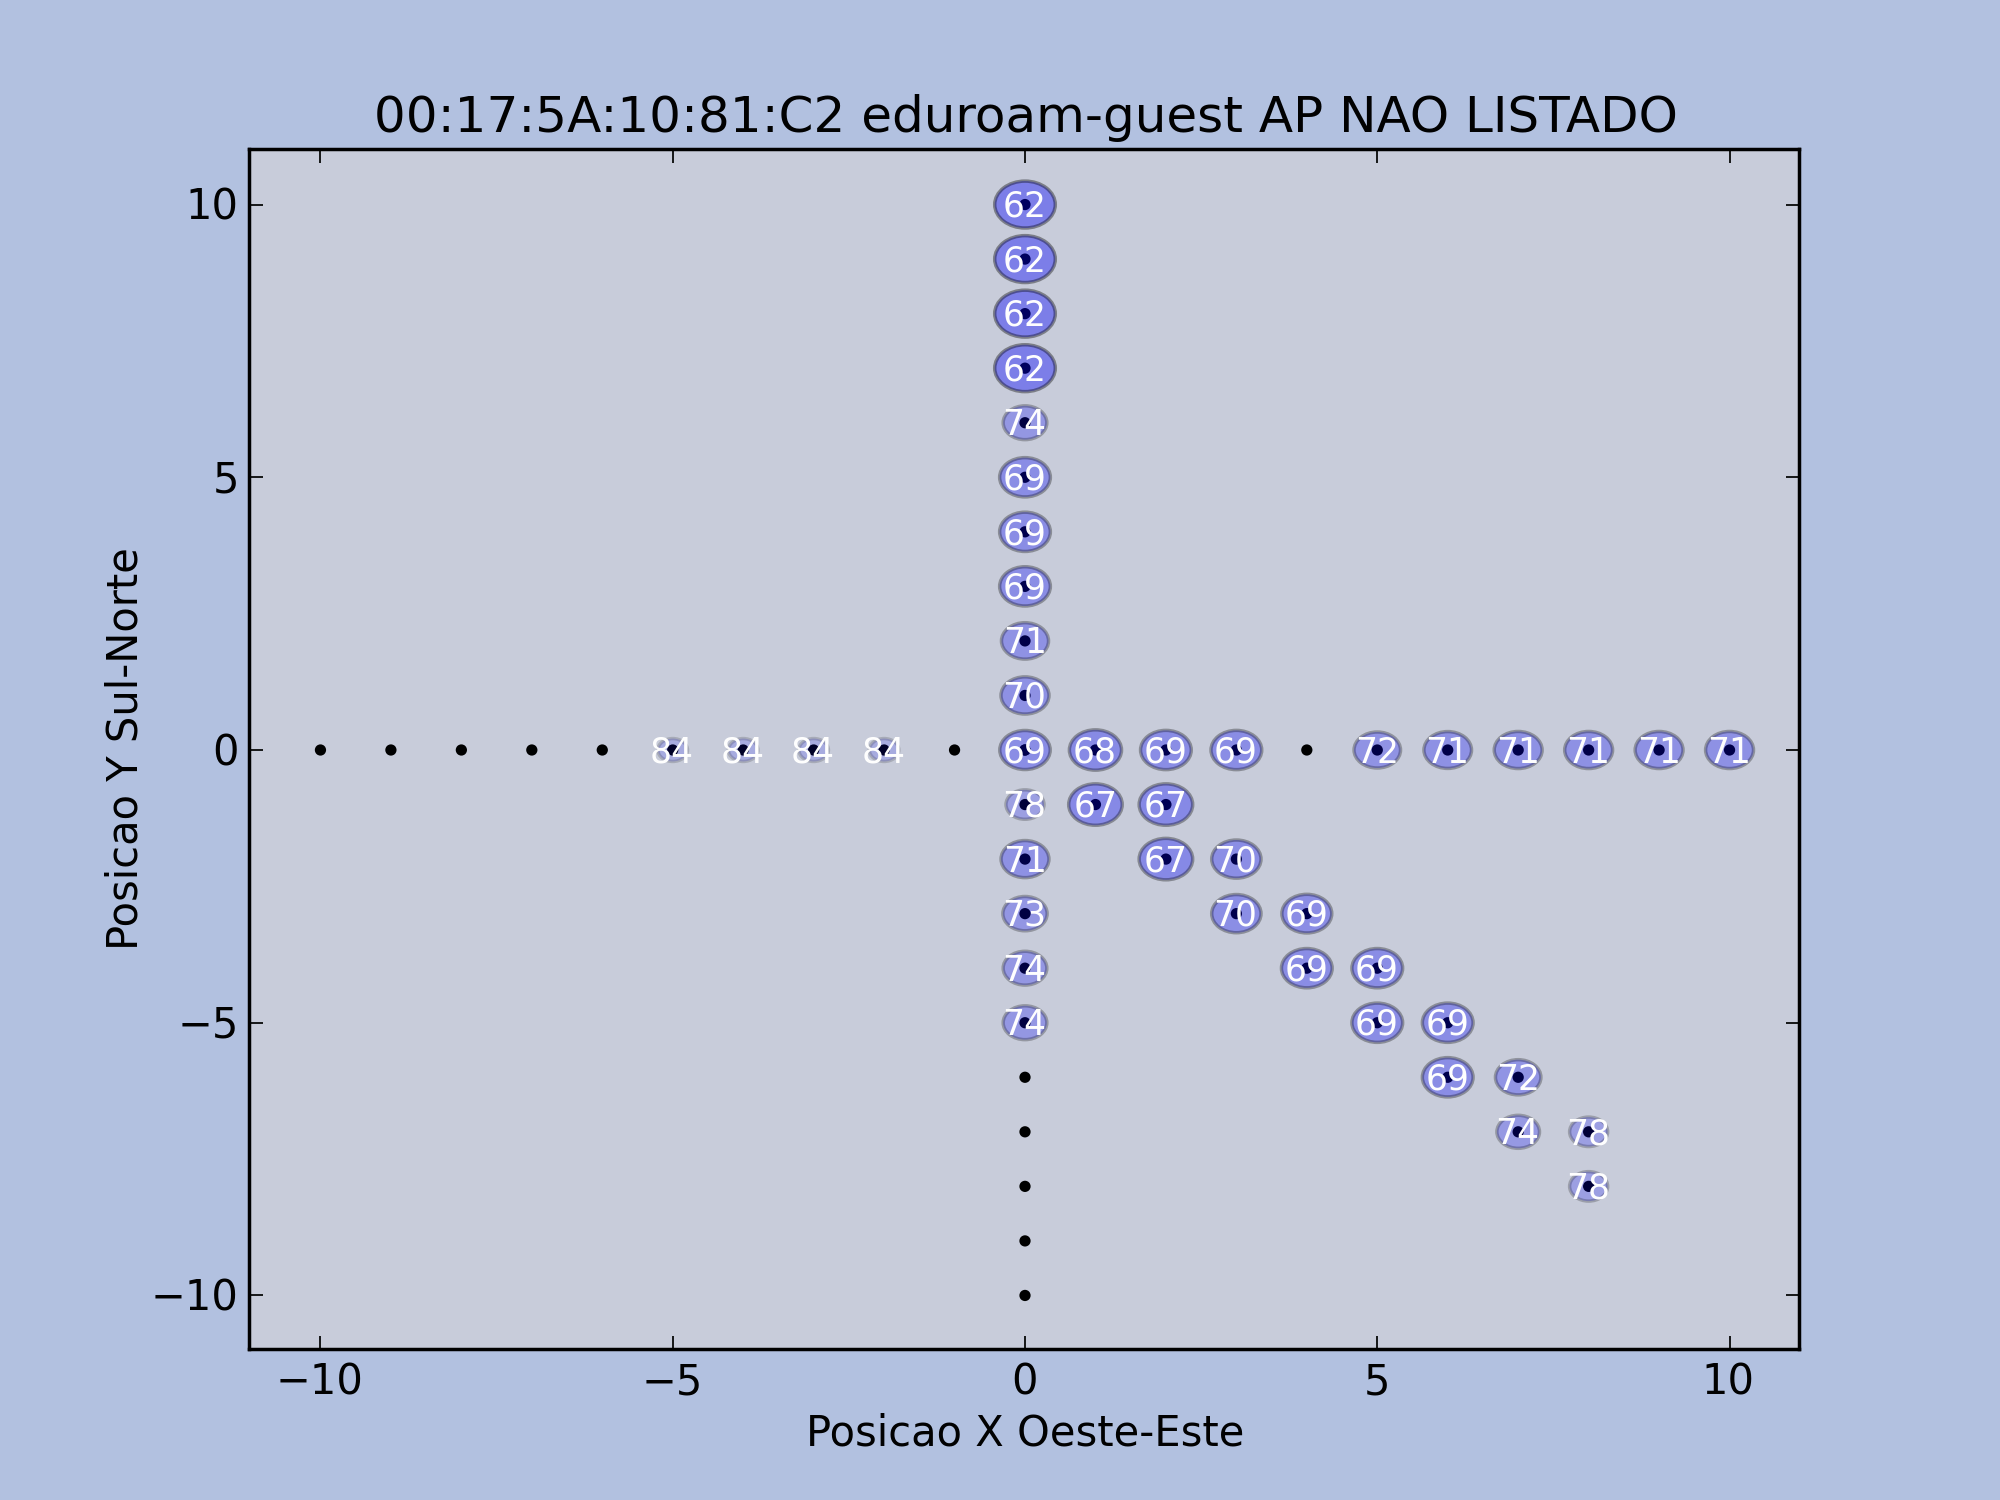 00:17:5A:10:81:C2 eduroam-guest AP NAO LISTADO
10
62
62
62
62
74
5
69
69
69
71
70
0
84 84 84 84 69 68 69 69 72 71 71 71 71 71
78 67 67
71 67 70
73 70 69
74 69 69
−5
74 69 69
69 72
74 78
78
−10
−10 −5 0 5 10
Posicao X Oeste-Este
Posicao Y Sul-Norte